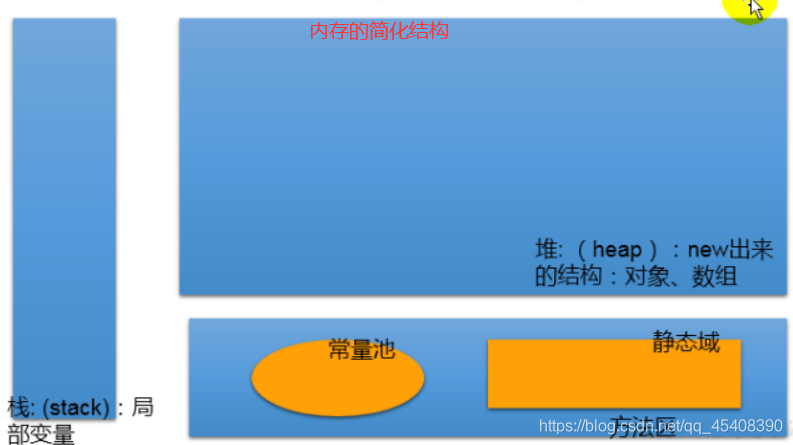 内存的简化结构
堆: （heap）：new出来
的结构：对象、数组
常量池
静态域
栈: (stack)：局
部变量
方法区
https://blog.csdn.net/qq_45408390